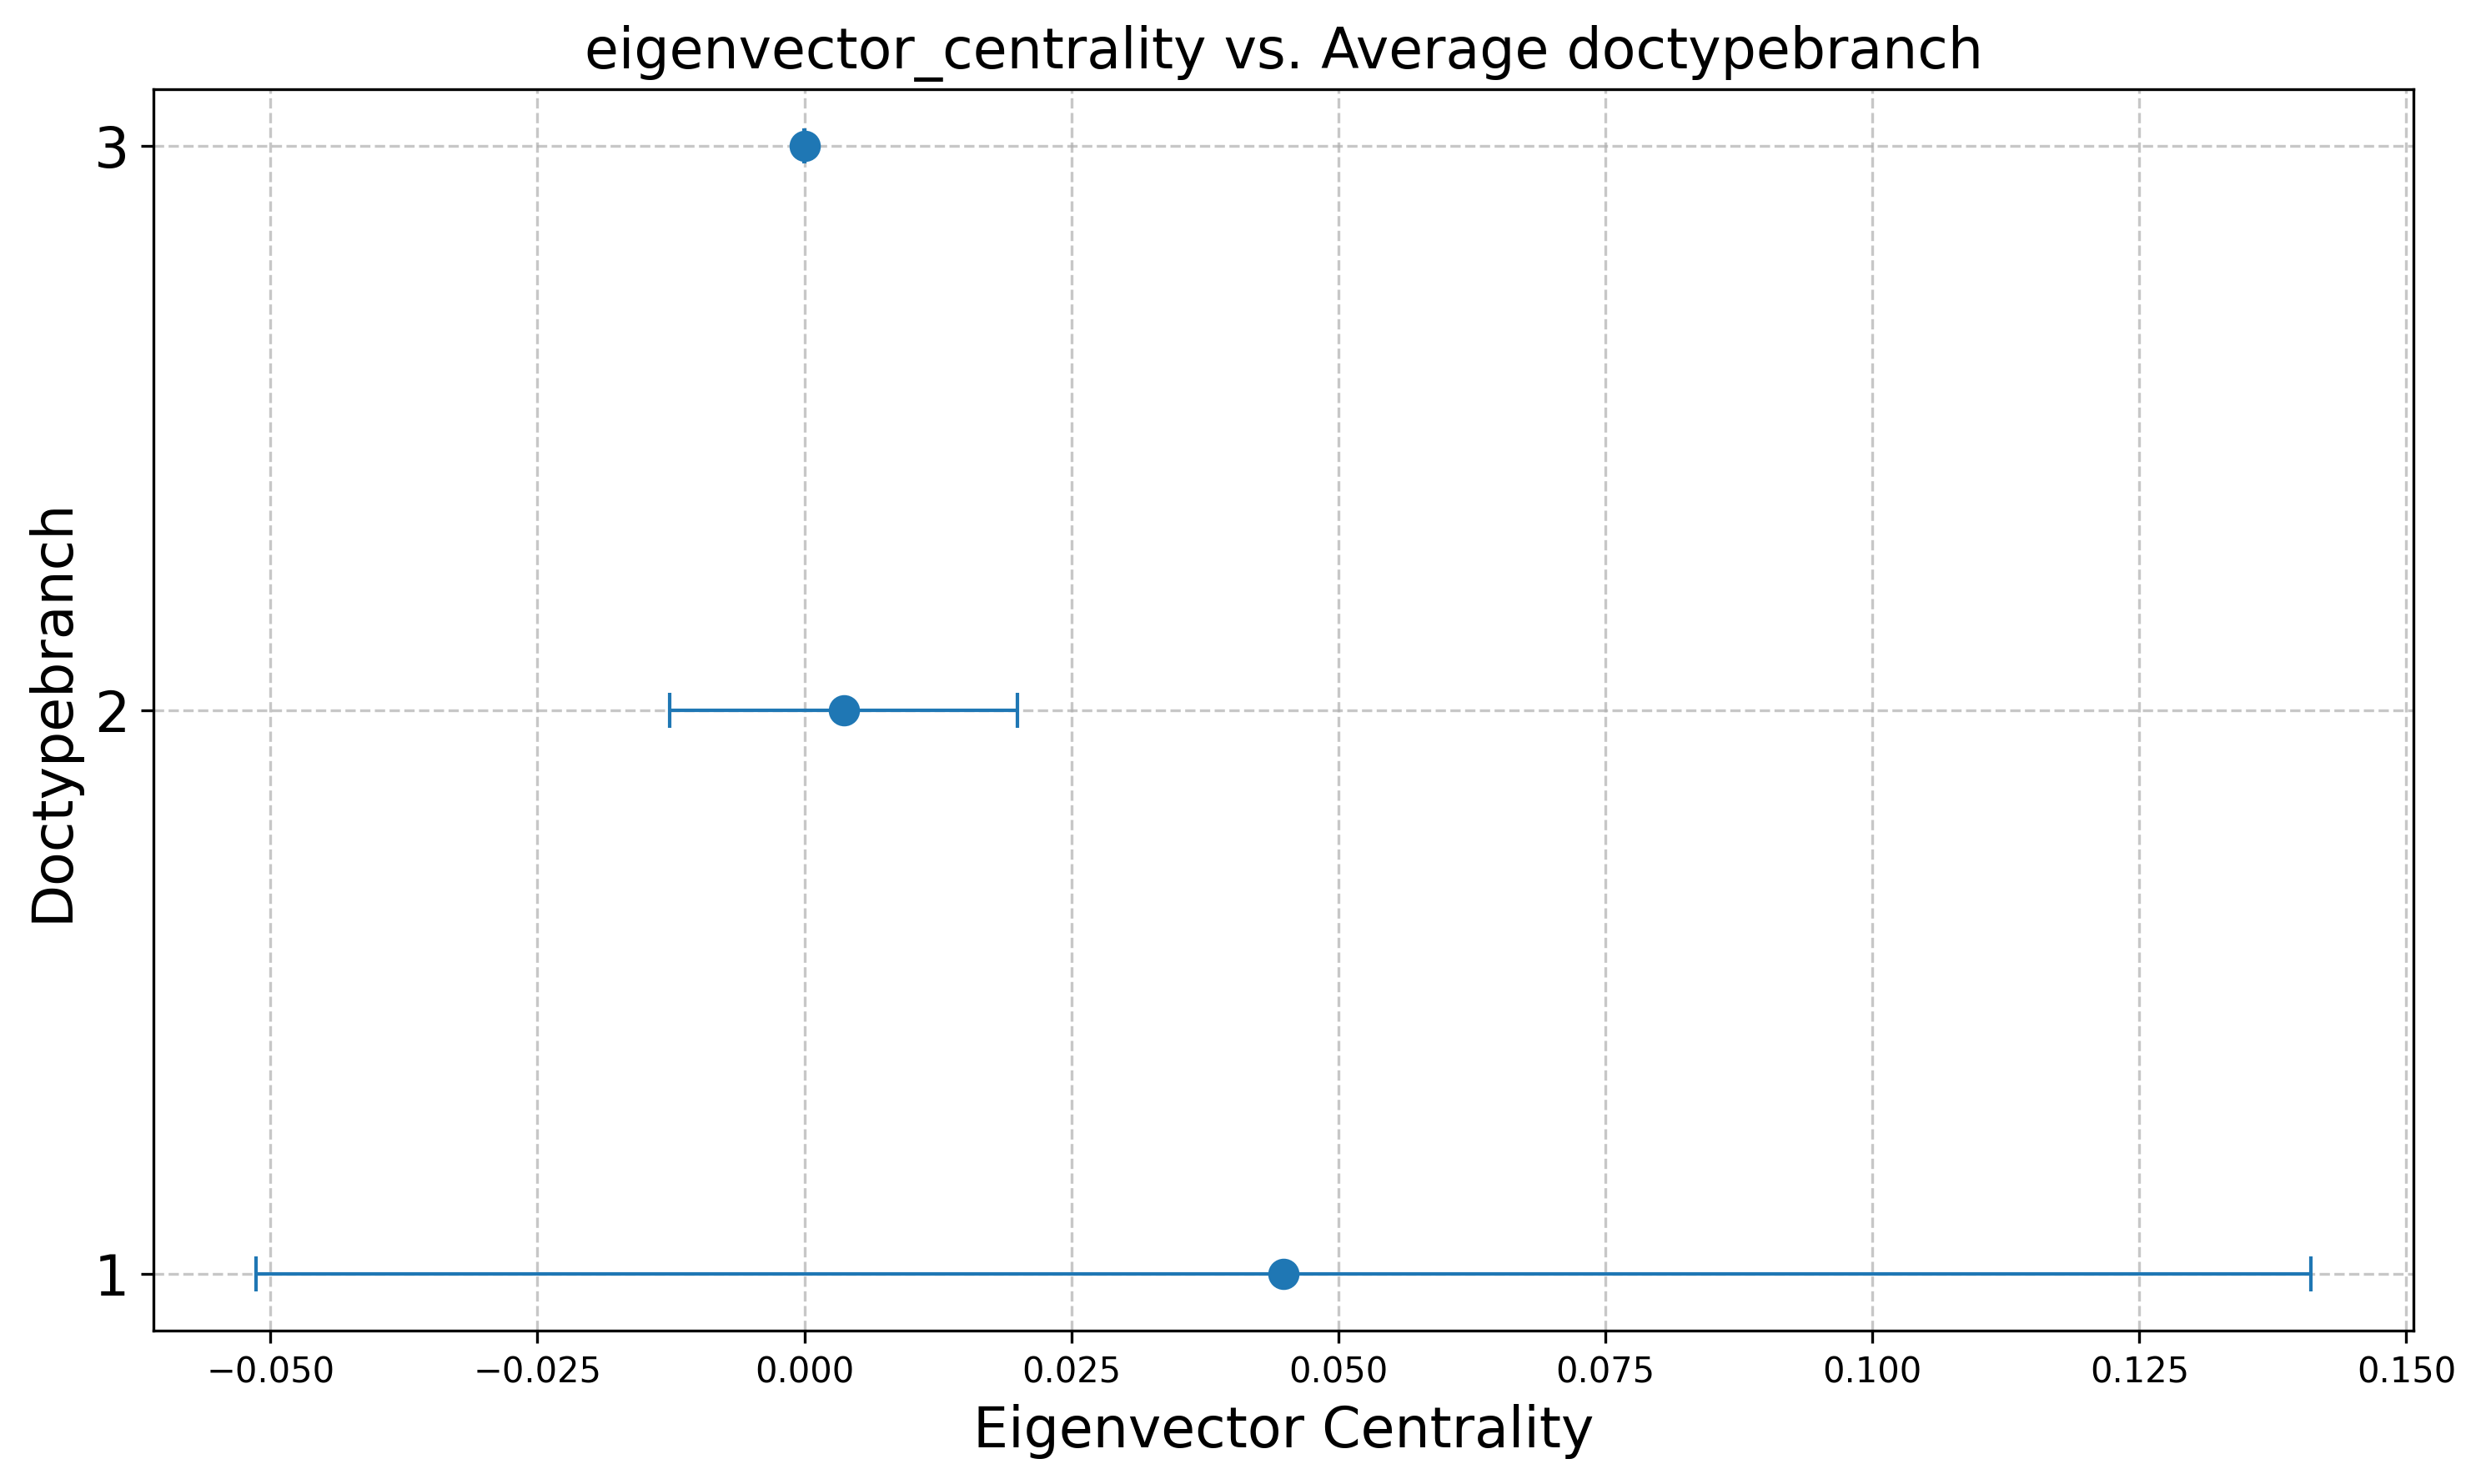 eigenvector_centrality vs. Average doctypebranch
3
2
1
Doctypebranch
−0.050 −0.025 0.000 0.025 0.050 0.075 0.100 0.125 0.150
Eigenvector Centrality